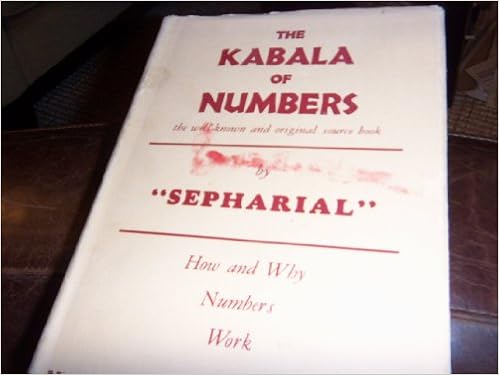 THE
KABALA
OF
NUMBERS
the well-known and original source book
by
"SEPHARIAL"
How and Why
Numbers
Work